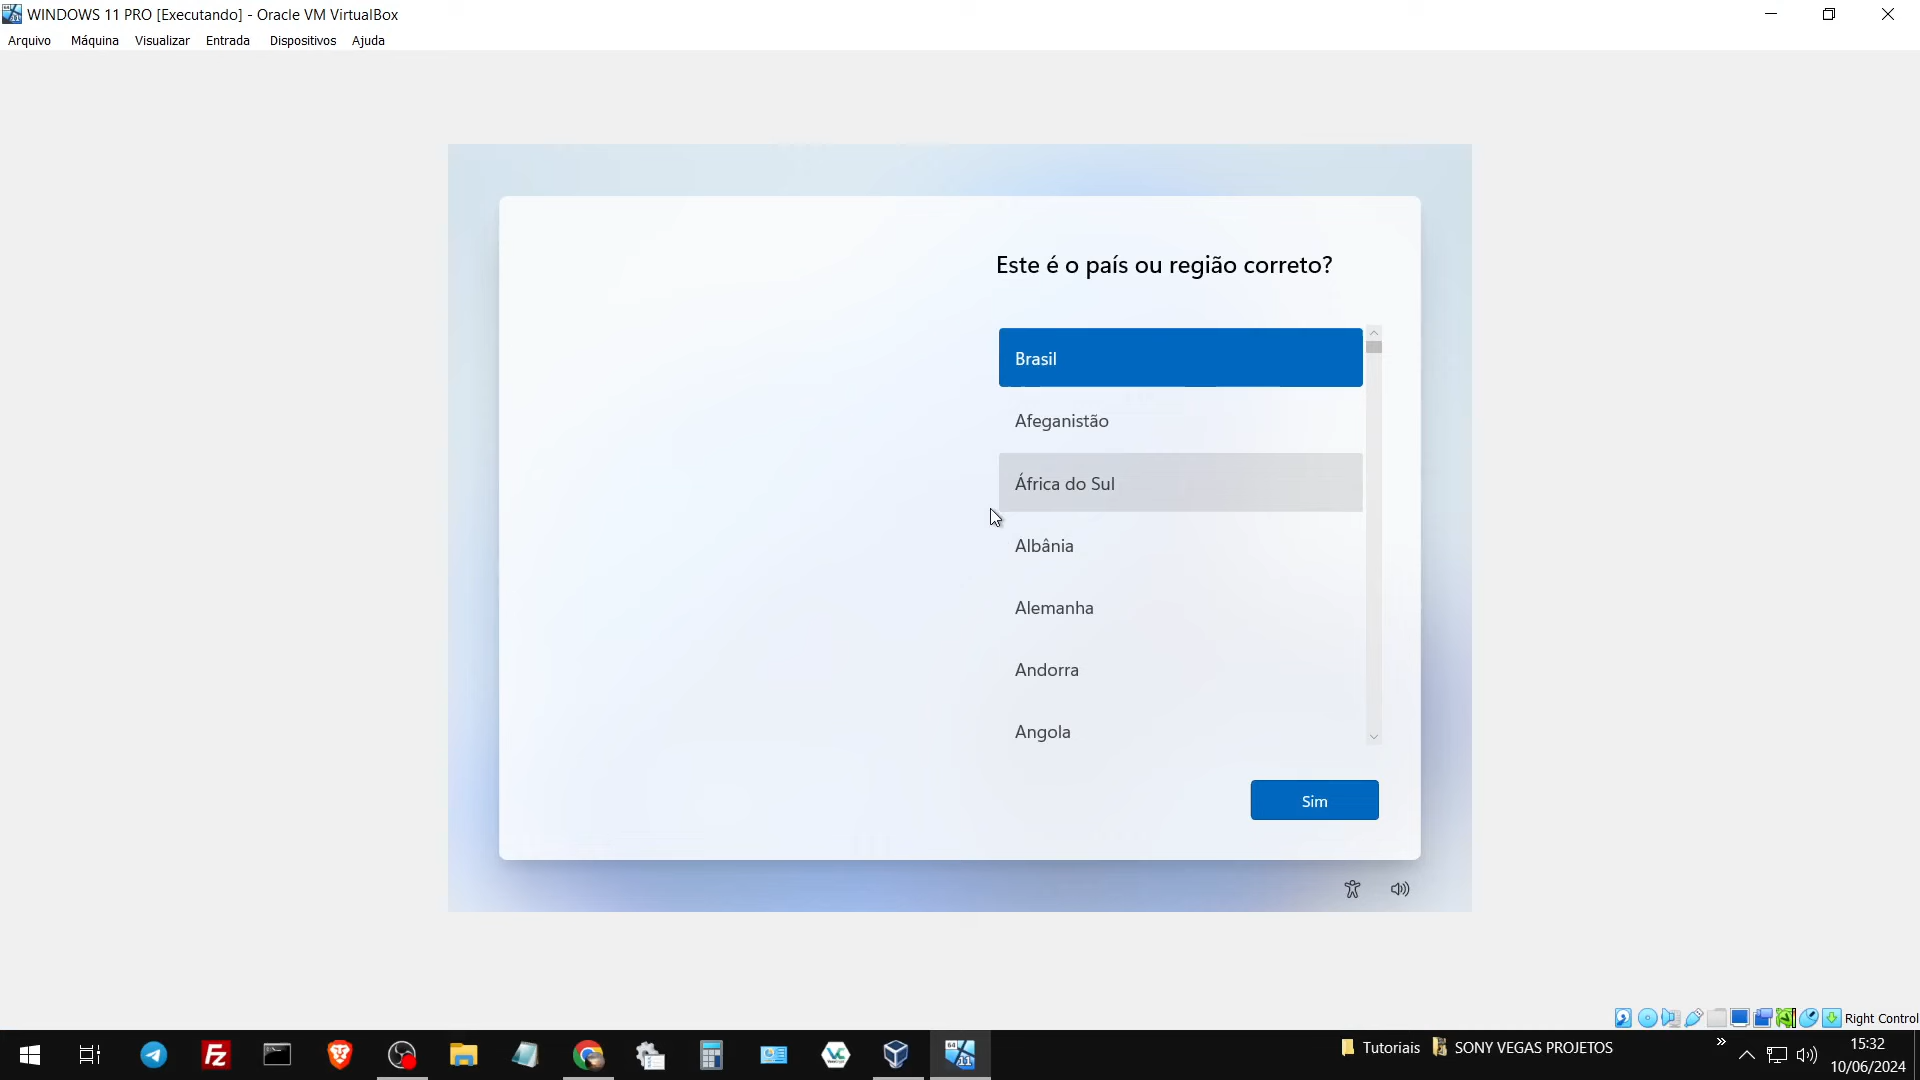 WINDOWS 11 PRO [Executando] - Oracle VM VirtualBox
Arquivo Máquina Visualizar Entrada Dispositivos Ajuda
Este é o país ou região correto?
Brasil
Afeganistão
África do Sul
Albânia
Alemanha
Andorra
Angola
Sim
Right Control
Tutoriais SONY VEGAS PROJETOS
15:32
10/06/2024